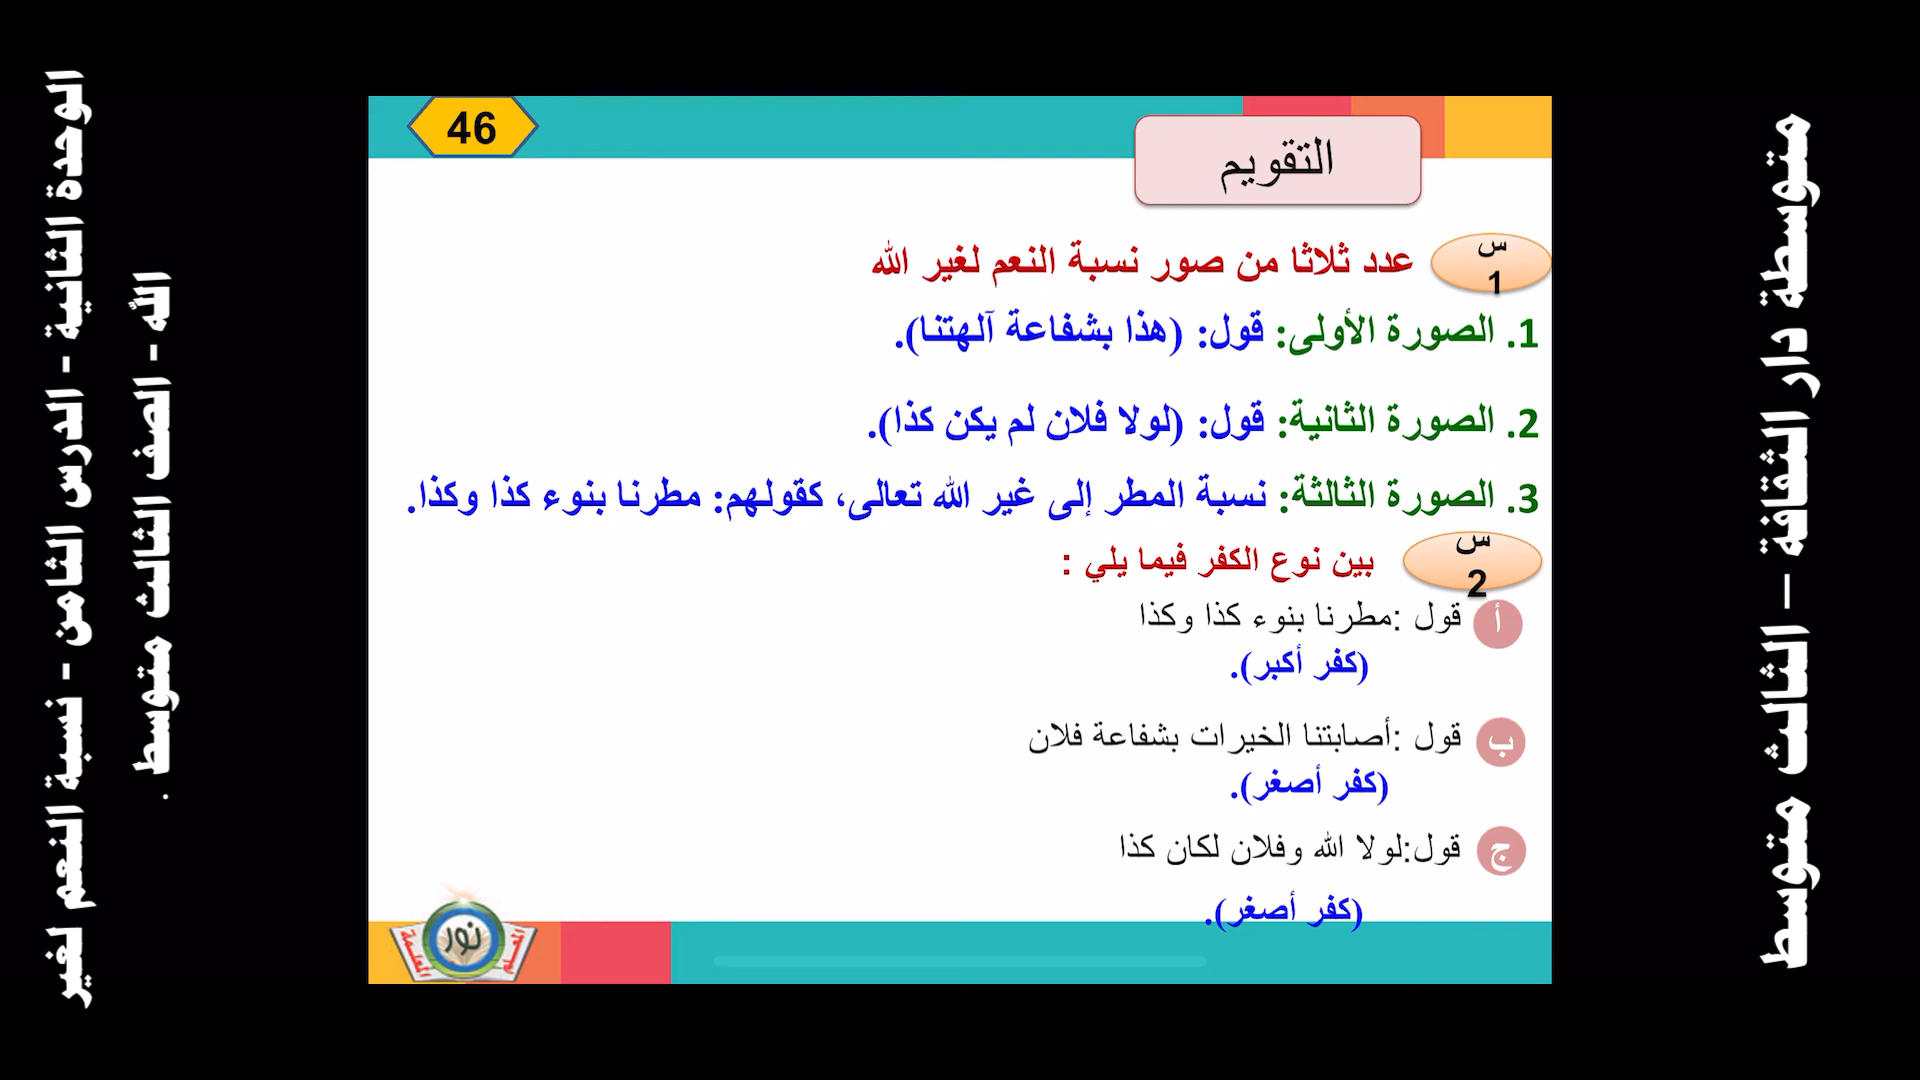 46
التقويم
س
1
عدد ثلاثا من صور نسبة النعم لغير الله
1. الصورة الأولى: قول: (هذا بشفاعة آلهتنا).
2. الصورة الثانية: قول: (لولا فلان لم يكن كذا).
3. الصورة الثالثة: نسبة المطر إلى غير الله تعالى، كقولهم: مطرنا بنوء كذا وكذا.
س
2
بين نوع الكفر فيما يلي :
أ
قول :مطرنا بنوء كذا وكذا
(كفر أكبر).
ب
قول :أصابتنا الخيرات بشفاعة فلان
(كفر أصغر).
ج
قول:لولا الله وفلان لكان كذا
(كفر أصغر).
المعلمة نور المسلم
متوسطة دار الثقافة – الثالث متوسط
الوحدة الثانية - الدرس الثامن - نسبة النعم لغير
الله - الصف الثالث متوسط .